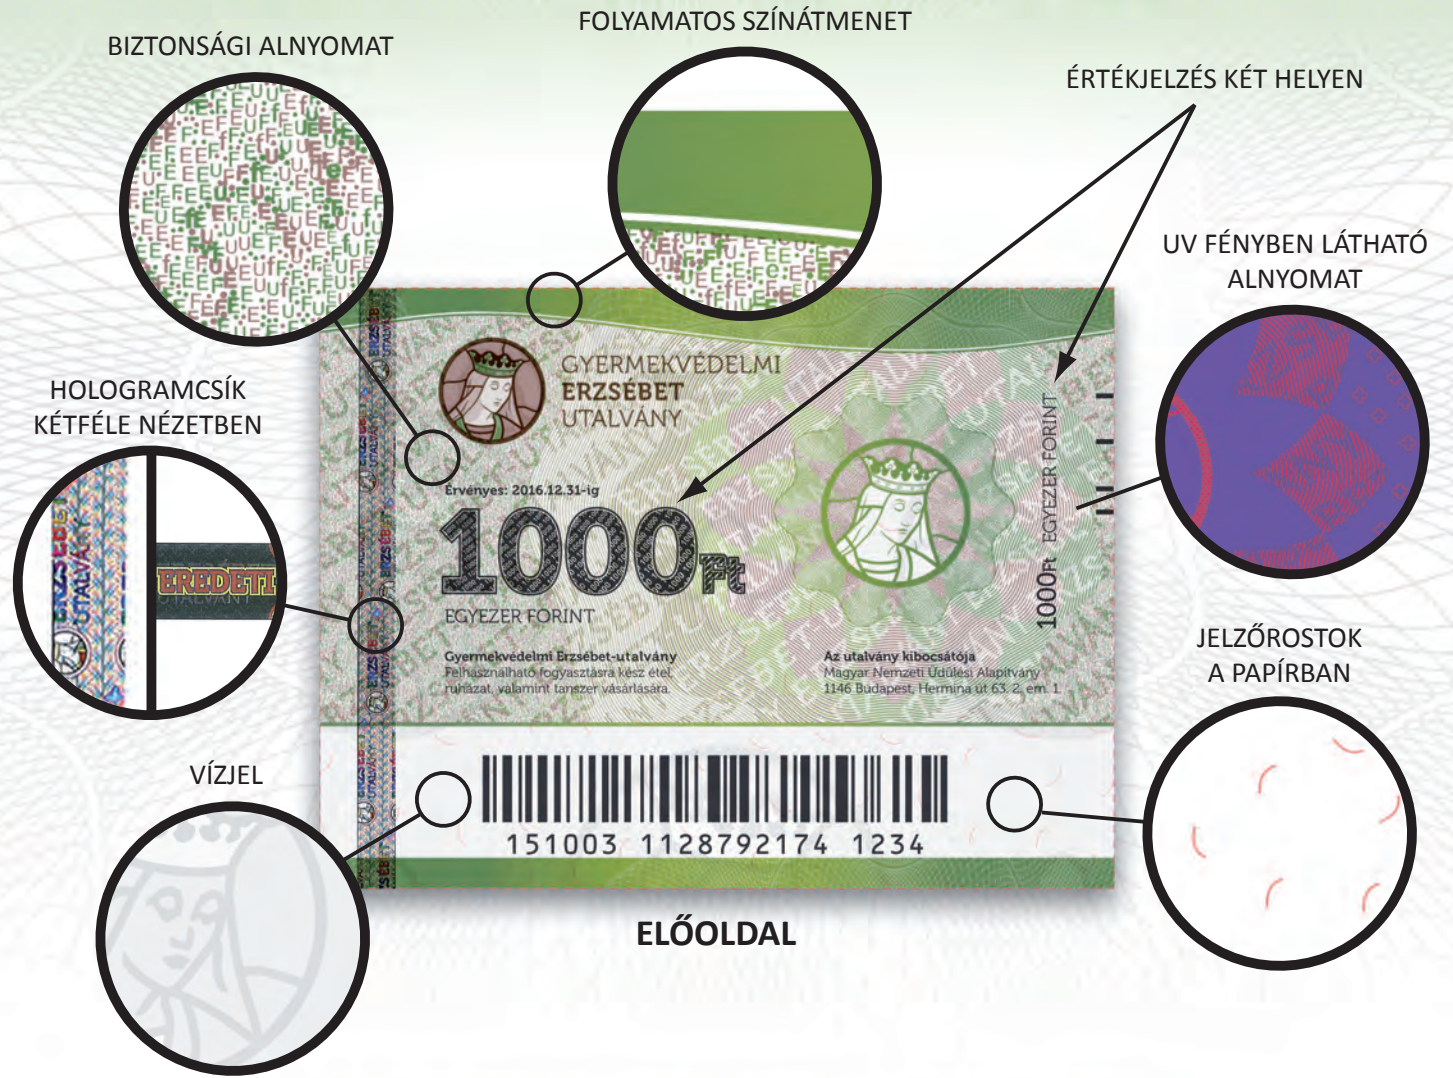 FOLYAMATOS SZÍNÁTMENET
BIZTONSÁGI ALNYOMAT
ÉRTÉKJELZÉS KÉT HELYEN
UV FÉNYBEN LÁTHATÓ
ALNYOMAT
HOLOGRAMCSÍK
KÉTFÉLE NÉZETBEN
ERZSÉBET
UTALVÁNY
EREDETI
UTALVÁNY
GYERMEKVÉDELMI
ERZSÉBET
UTALVÁNY
Érvényes: 2016.12.31-ig
1000Ft
EGYEZER FORINT
1000Ft EGYEZER FORINT
Gyermekvédelmi Erzsébet-utalvány
Felhasználható fogyasztásra kész étel,
ruházat, valamint tanszer vásárlására.
Az utalvány kibocsátója
Magyar Nemzeti Üdülési Alapítvány
1146 Budapest, Hermina út 63. 2. em. 1.
JELZŐROSTOK
A PAPÍRBAN
VÍZJEL
151003 1128792174 1234
ELŐOLDAL